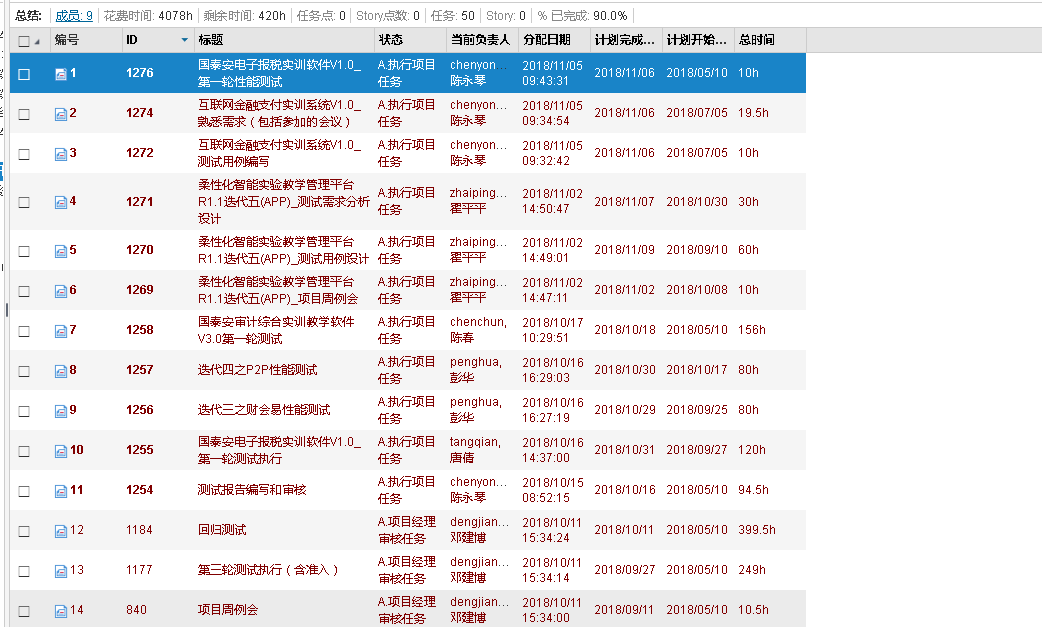 总结: 成员: 9 花费时间: 4078h 剩余时间: 420h 任务点: 0 Story点数: 0 任务: 50 Story: 0 % 已完成: 90.0%
编号 ID 标题 状态 当前负责人 分配日期 计划完成... 计划开始... 总时间
1 1276 国泰安电子报税实训软件V1.0_ A.执行项目 chenyon... 2018/11/05 2018/11/06 2018/05/10 10h
第一轮性能测试 任务 陈永琴 09:43:31
2 1274 互联网金融支付实训系统V1.0_ A.执行项目 chenyon... 2018/11/05 2018/11/06 2018/07/05 19.5h
熟悉需求（包括参加的会议） 任务 陈永琴 09:34:54
3 1272 互联网金融支付实训系统V1.0_ A.执行项目 chenyon... 2018/11/05 2018/11/06 2018/07/05 10h
测试用例编写 任务 陈永琴 09:32:42
4 1271 柔性化智能实验教学管理平台 A.执行项目 zhaiping... 2018/11/02 2018/11/07 2018/10/30 30h
R1.1迭代五(APP)_测试需求分析 任务 翟平平 14:50:47
设计
5 1270 柔性化智能实验教学管理平台 A.执行项目 zhaiping... 2018/11/02 2018/11/09 2018/09/10 60h
R1.1迭代五(APP)_测试用例设计 任务 翟平平 14:49:01
6 1269 柔性化智能实验教学管理平台 A.执行项目 zhaiping... 2018/11/02 2018/11/02 2018/10/08 10h
R1.1迭代五(APP)_项目周例会 任务 翟平平 14:47:11
7 1258 国泰安审计综合实训教学软件 A.执行项目 chenchun, 2018/10/17 2018/10/18 2018/05/10 156h
V3.0第一轮测试 任务 陈春 10:29:51
8 1257 迭代四之P2P性能测试 A.执行项目 penghua, 2018/10/16 2018/10/30 2018/10/17 80h
任务 彭华 16:29:03
9 1256 迭代三之财会易性能测试 A.执行项目 penghua, 2018/10/16 2018/10/29 2018/09/25 80h
任务 彭华 16:27:19
10 1255 国泰安电子报税实训软件V1.0_ A.执行项目 tangqian, 2018/10/16 2018/10/31 2018/09/27 120h
第一轮测试执行 任务 唐倩 14:37:00
11 1254 测试报告编写和审核 A.执行项目 chenyon... 2018/10/15 2018/10/16 2018/05/10 94.5h
任务 陈永琴 08:52:15
12 1184 回归测试 A.项目经理 dengjian... 2018/10/11 2018/10/11 2018/05/10 399.5h
审核任务 邓建博 15:34:24
13 1177 第三轮测试执行（含准入） A.项目经理 dengjian... 2018/10/11 2018/09/27 2018/05/10 249h
审核任务 邓建博 15:34:14
14 840 项目周例会 A.项目经理 dengjian... 2018/10/11 2018/09/11 2018/05/10 10.5h
审核任务 邓建博 15:34:00